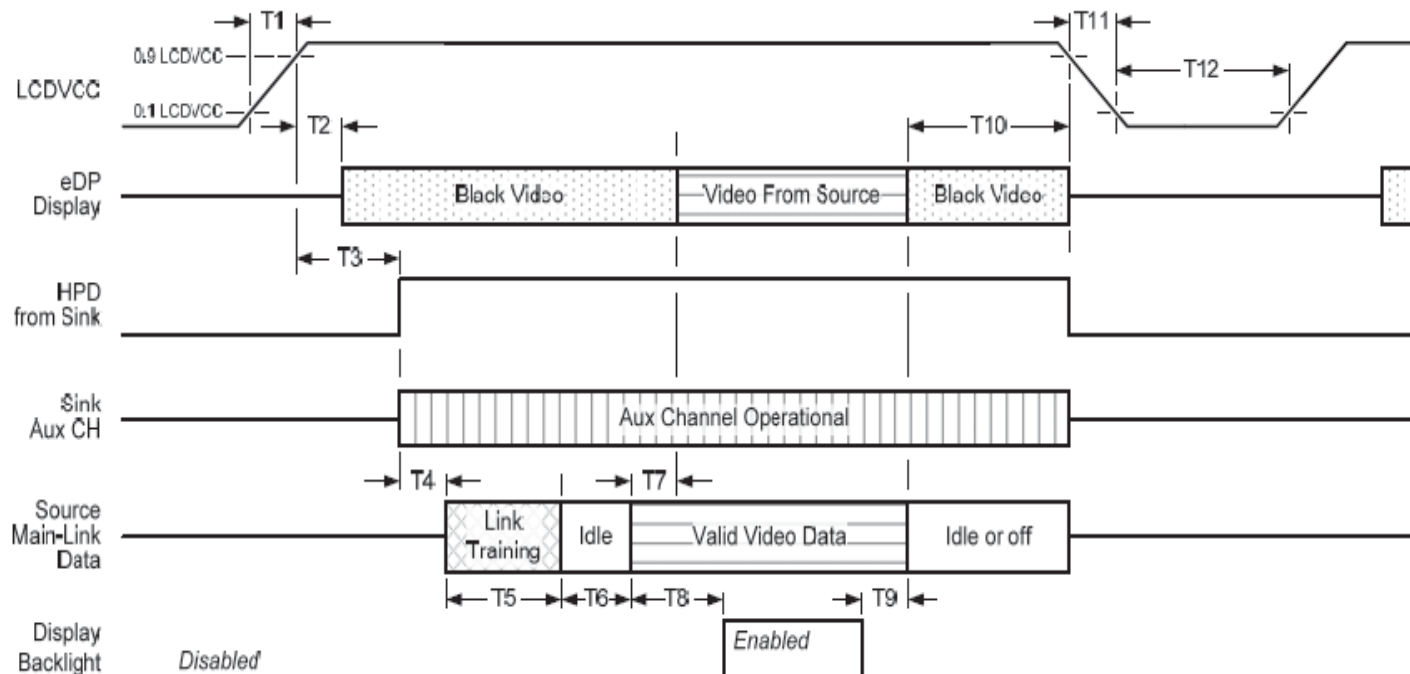 T1
T11
0.9 LCDVCC
T12
LCDVCC
0.1 LCDVCC
T2
T10
eDP
Display
Black Video
Video From Source
Black Video
T3
HPD
from Sink
Sink
Aux CH
Aux Channel Operational
T4
T7
Source
Main-Link
Data
Link
Training
Idle
Valid Video Data
Idle or off
T5
T6
T8
T9
Display
Backlight
Disabled
Enabled